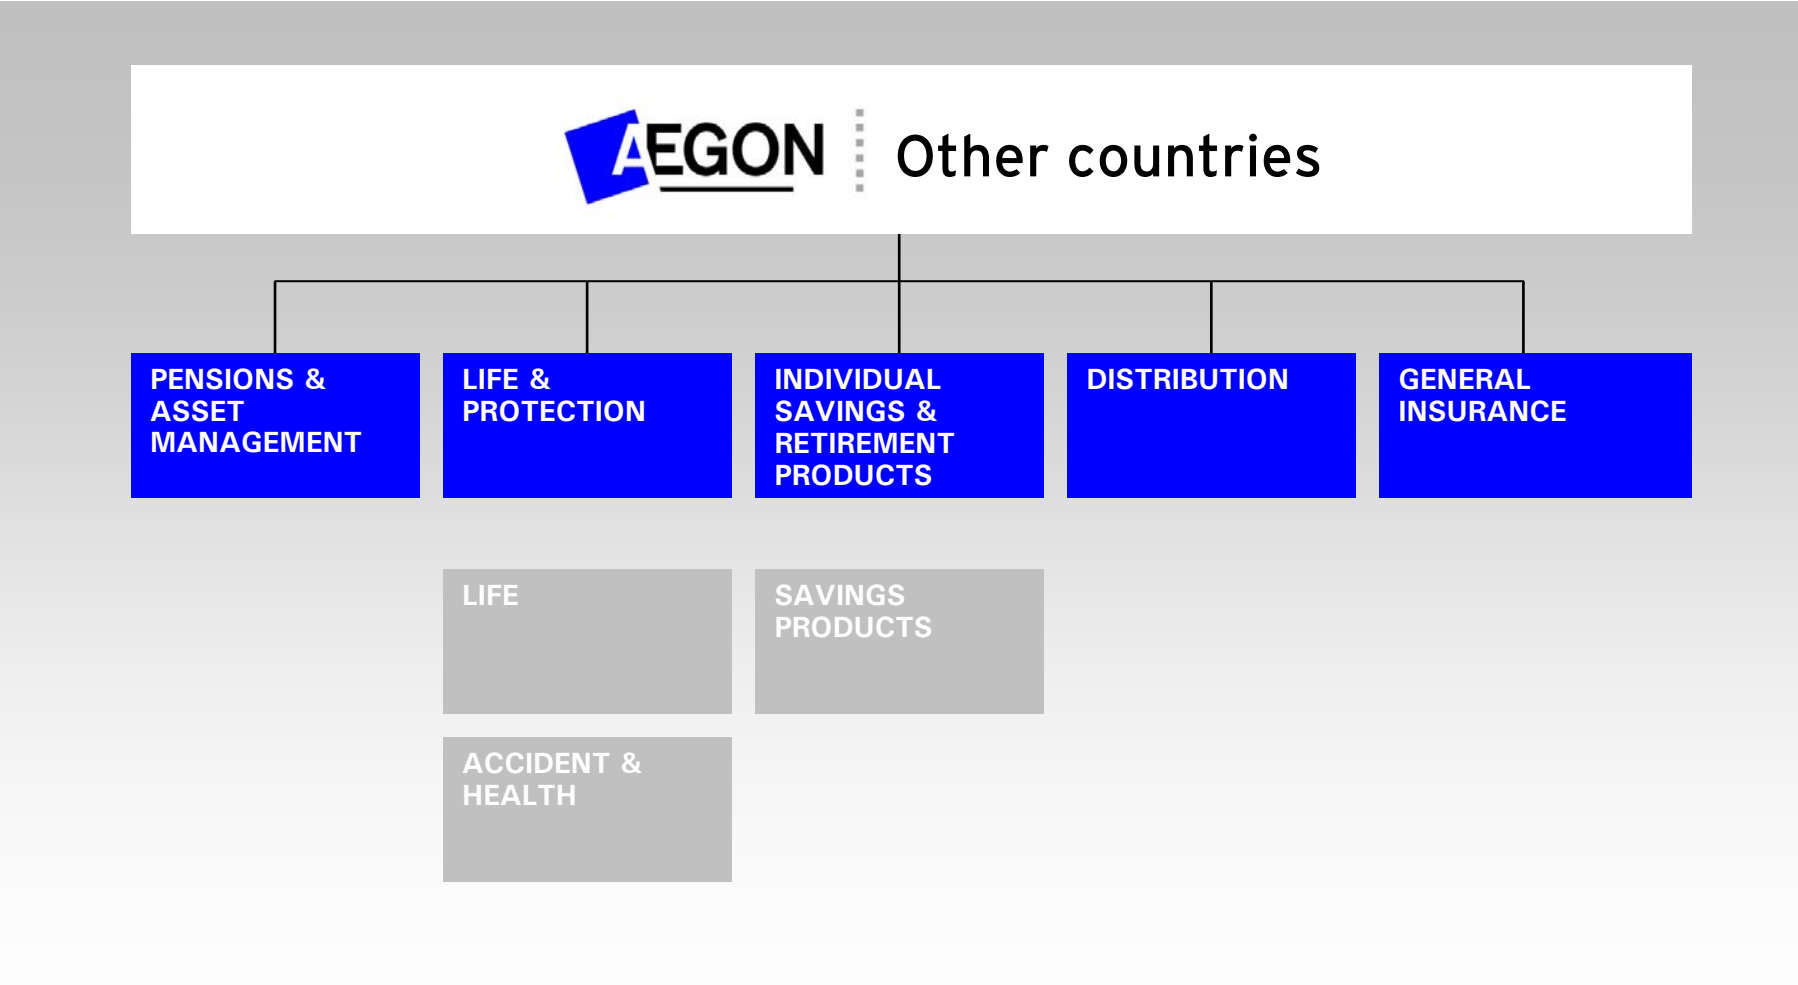 AEGON Other countries
PENSIONS &
ASSET
MANAGEMENT
LIFE &
PROTECTION
INDIVIDUAL
SAVINGS &
RETIREMENT
PRODUCTS
DISTRIBUTION
GENERAL
INSURANCE
LIFE
SAVINGS
PRODUCTS
ACCIDENT &
HEALTH